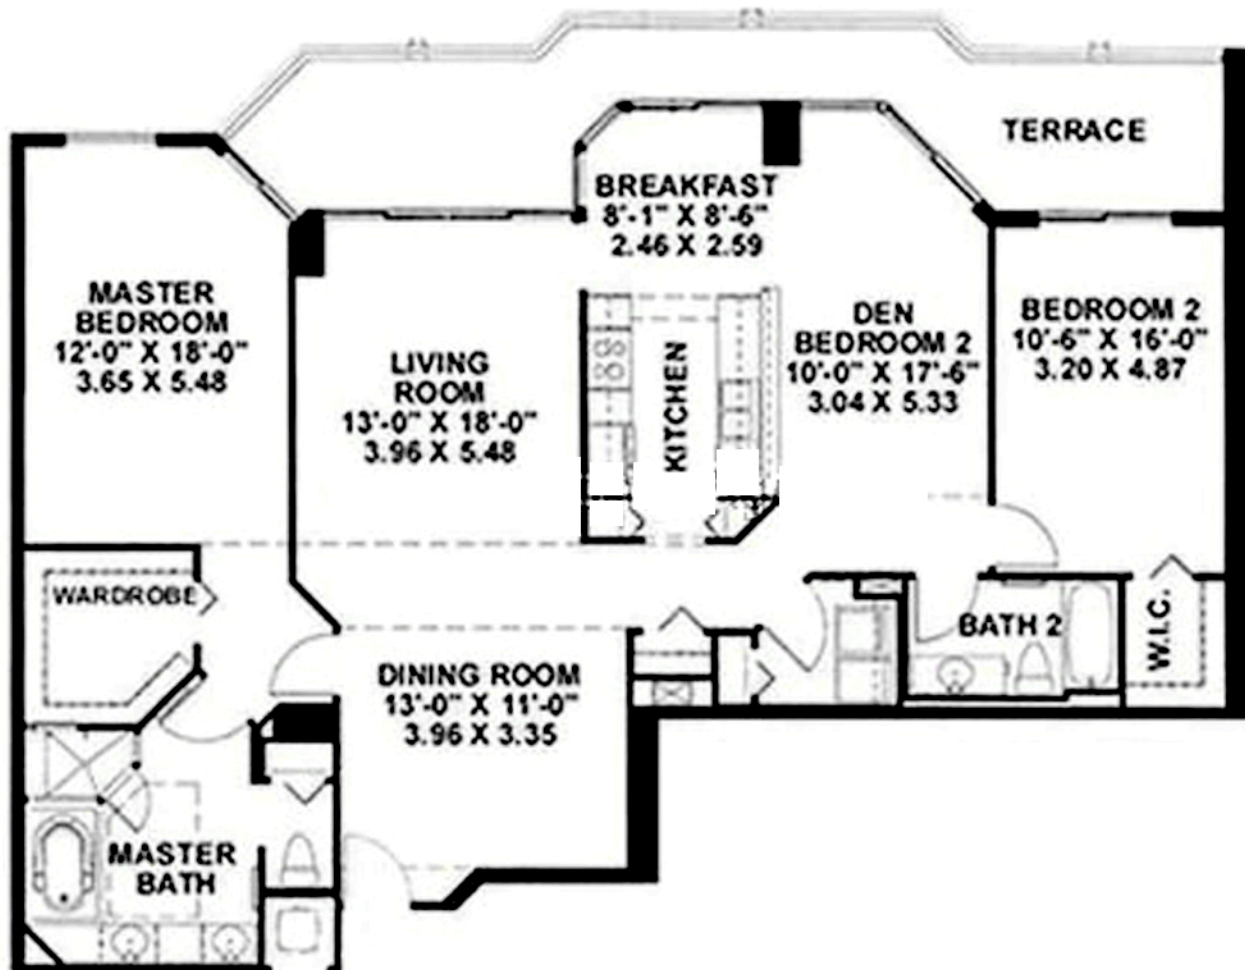 TERRACE
BREAKFAST
8'-1" X 8'-6"
2.46 X 2.59
MASTER
BEDROOM
12'-0" X 18'-0"
3.65 X 5.48
LIVING
ROOM
13'-0" X 18'-0"
3.96 X 5.48
KITCHEN
DEN
BEDROOM 2
10'-0" X 17'-6"
3.04 X 5.33
BEDROOM 2
10'-6" X 16'-0"
3.20 X 4.87
WARDROBE
DINING ROOM
13'-0" X 11'-0"
3.96 X 3.35
BATH 2
W.I.C.
MASTER
BATH